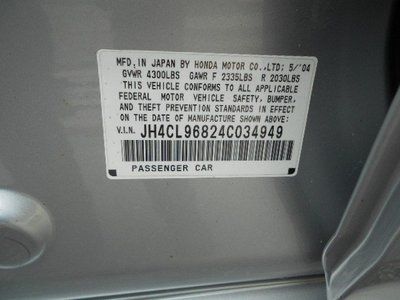 MFD. IN JAPAN BY HONDA MOTOR CO.,LTD; 5/'04
GVWR 4300LBS GAWR F 2335LBS R 2030LBS
THIS VEHICLE CONFORMS TO ALL APPLICABLE
FEDERAL MOTOR VEHICLE SAFETY, BUMPER,
AND THEFT PREVENTION STANDARDS IN EFFECT
ON THE DATE OF MANUFACTURE SHOWN ABOVE.
V.I.N. JH4CL96824C034949
PASSENGER CAR